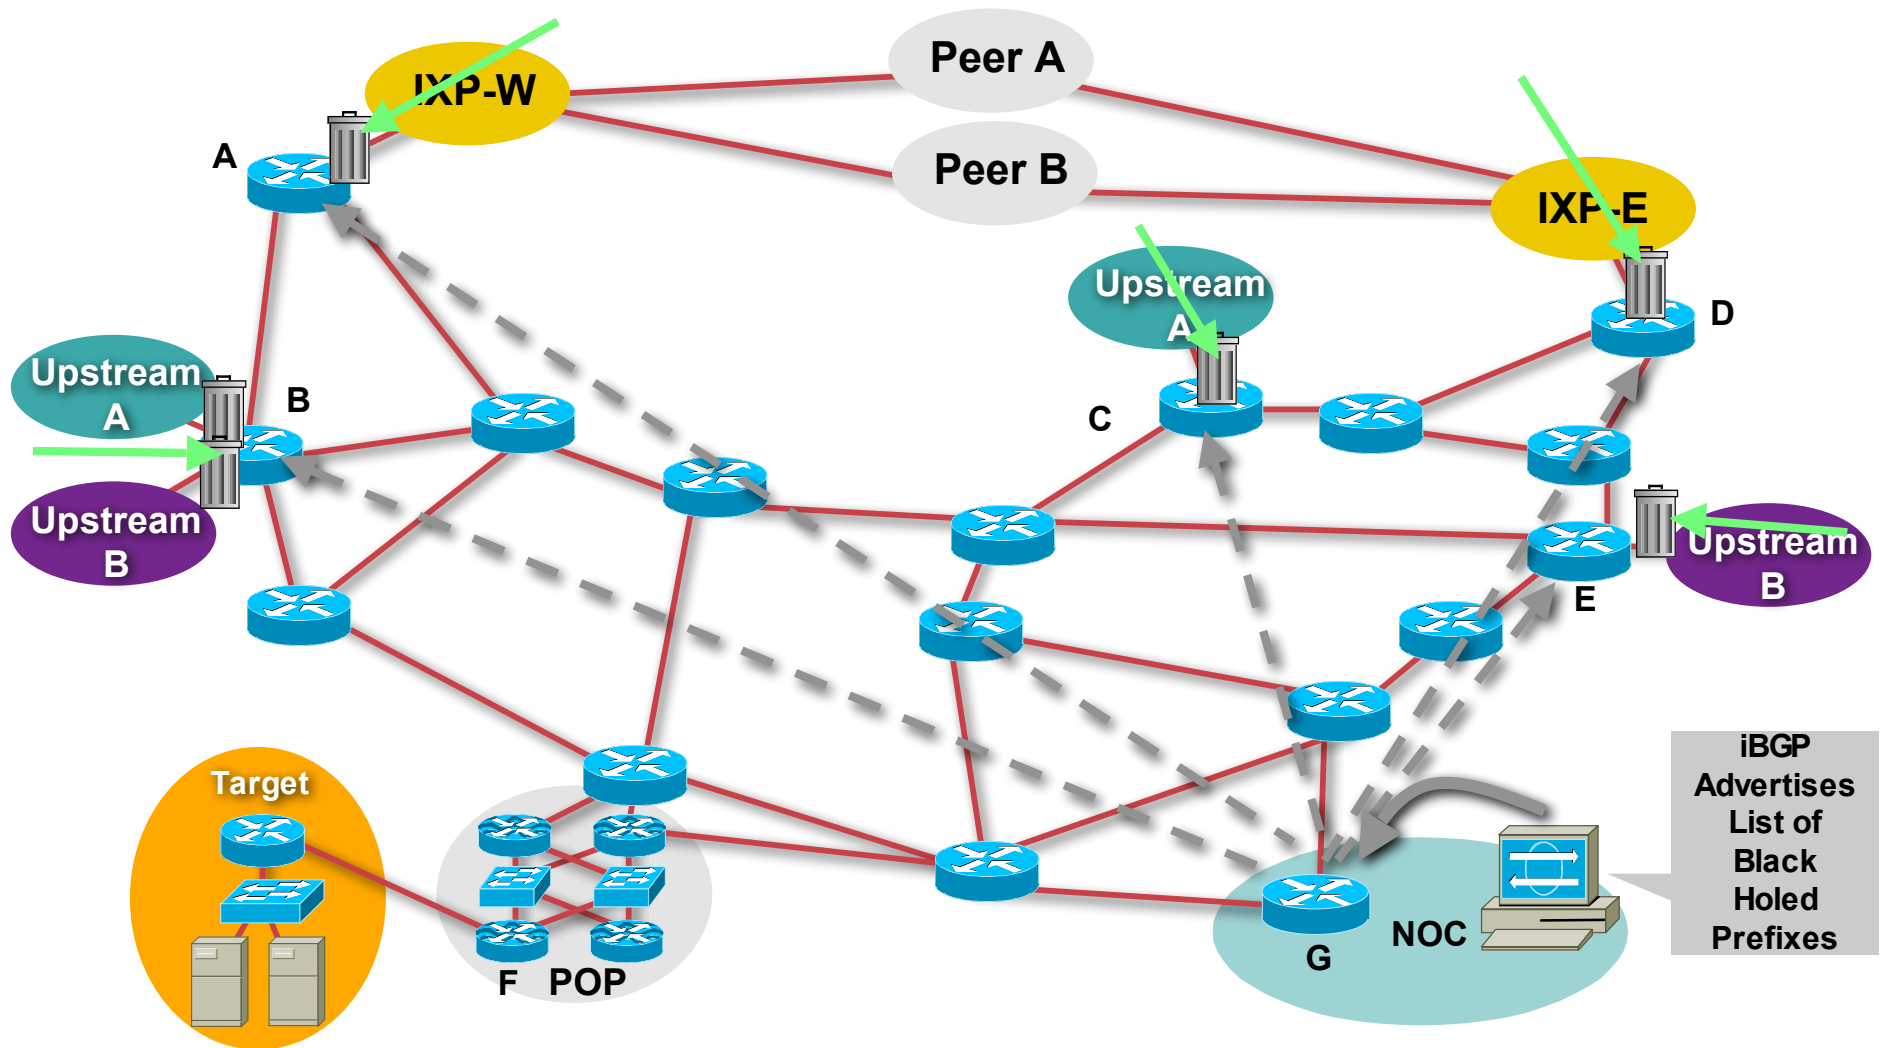 Peer A
IXP-W
A
Peer B
IXP-E
Upstream
A
D
Upstream
A
B
C
Upstream
B
Upstream
B
E
iBGP
Advertises
List of
Black
Holed
Prefixes
Target
NOC
G
F
POP